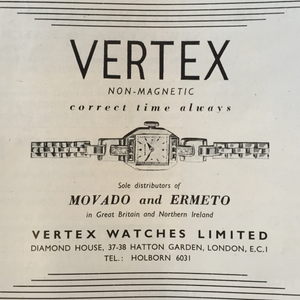 VERTEX
NON-MAGNETIC
correct time always
Sole distributors of
MOVADO and ERMETO
in Great Britain and Northern Ireland
VERTEX WATCHES LIMITED
DIAMOND HOUSE, 37-38 HATTON GARDEN, LONDON, E.C.1
TEL.: HOLBORN 6031